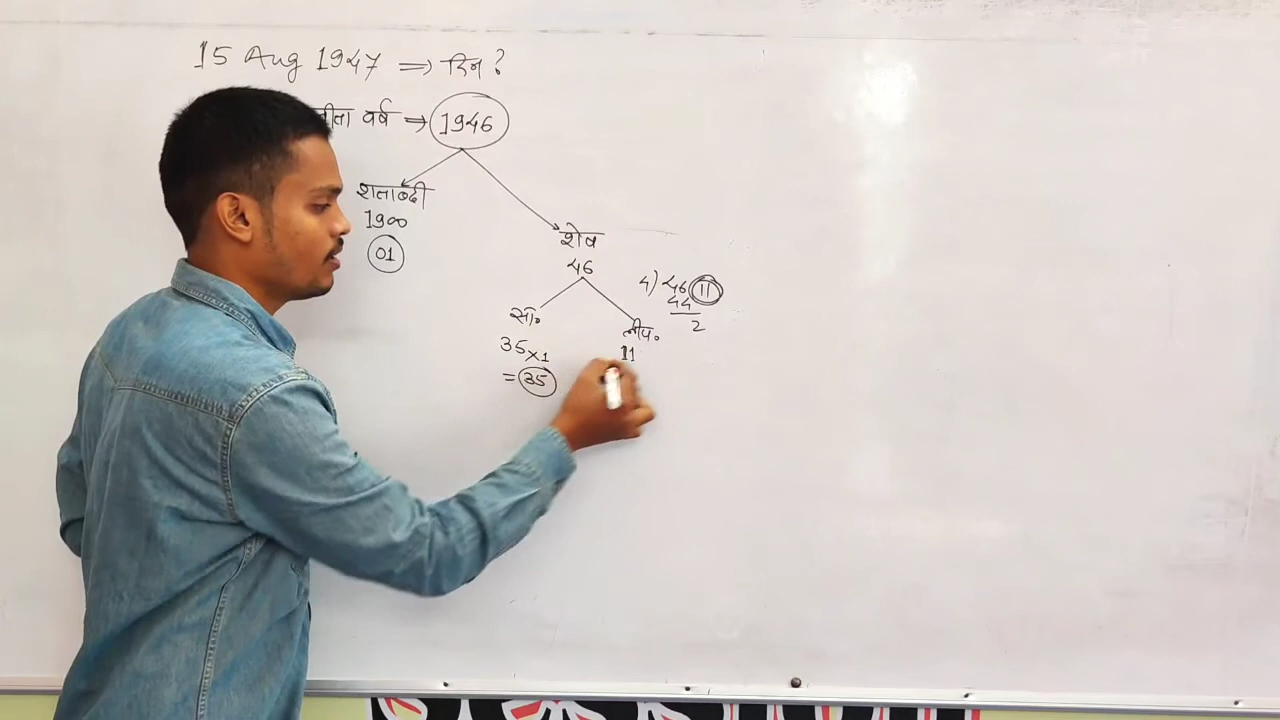 15 Aug 1947 ⇒ दिन ?
वर्ष ⇒ 1946
शताब्दी
1900
01
शेष
46
4) 46 11
44
2
सा०
लीप०
35 x 1
11
= 35